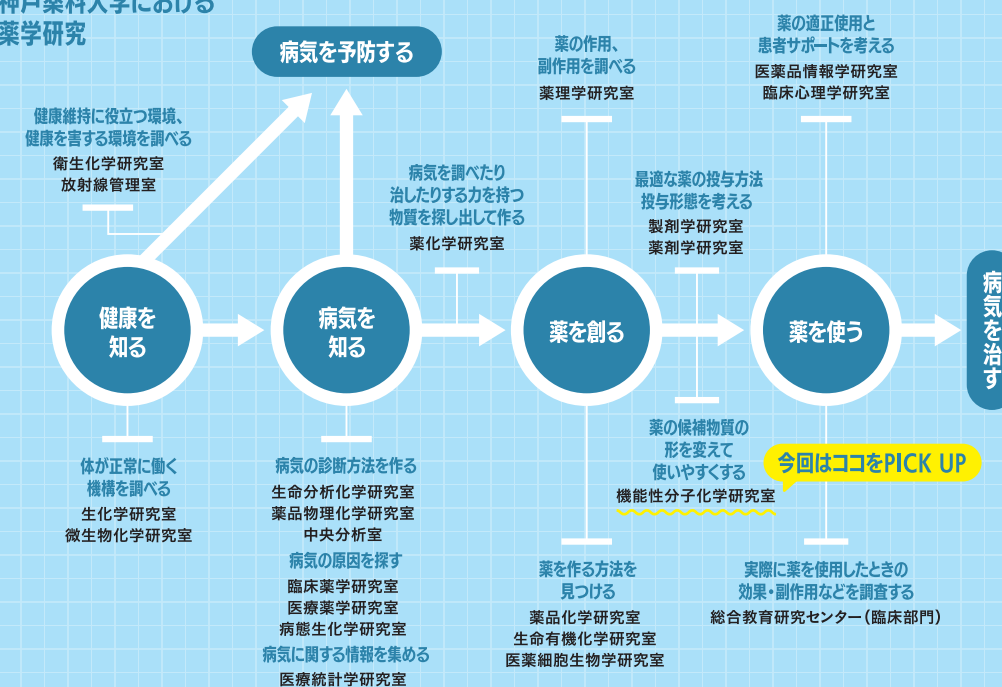 神戸薬科大学における
薬学研究
病気を予防する
健康維持に役立つ環境、
健康を害する環境を調べる
衛生化学研究室
放射線管理室
病気を調べたり
治したりする力を持つ
物質を探し出して作る
薬化学研究室
薬の作用、
副作用を調べる
薬理学研究室
最適な薬の投与方法
投与形態を考える
製剤学研究室
薬剤学研究室
薬の適正使用と
患者サポートを考える
医薬品情報学研究室
臨床心理学研究室
健康を
知る
病気を
知る
薬を創る
薬を使う
病気を治す
体が正常に働く
機構を調べる
生化学研究室
微生物化学研究室
病気の診断方法を作る
生命分析化学研究室
薬品物理化学研究室
中央分析室
病気の原因を探す
臨床薬学研究室
医療薬学研究室
病態生化学研究室
病気に関する情報を集める
医療統計学研究室
薬の候補物質の
形を変えて
使いやすくする
機能性分子化学研究室
今回はココをPICK UP
薬を作る方法を
見つける
薬品化学研究室
生命有機化学研究室
医薬細胞生物学研究室
実際に薬を使用したときの
効果・副作用などを調査する
総合教育研究センター(臨床部門)